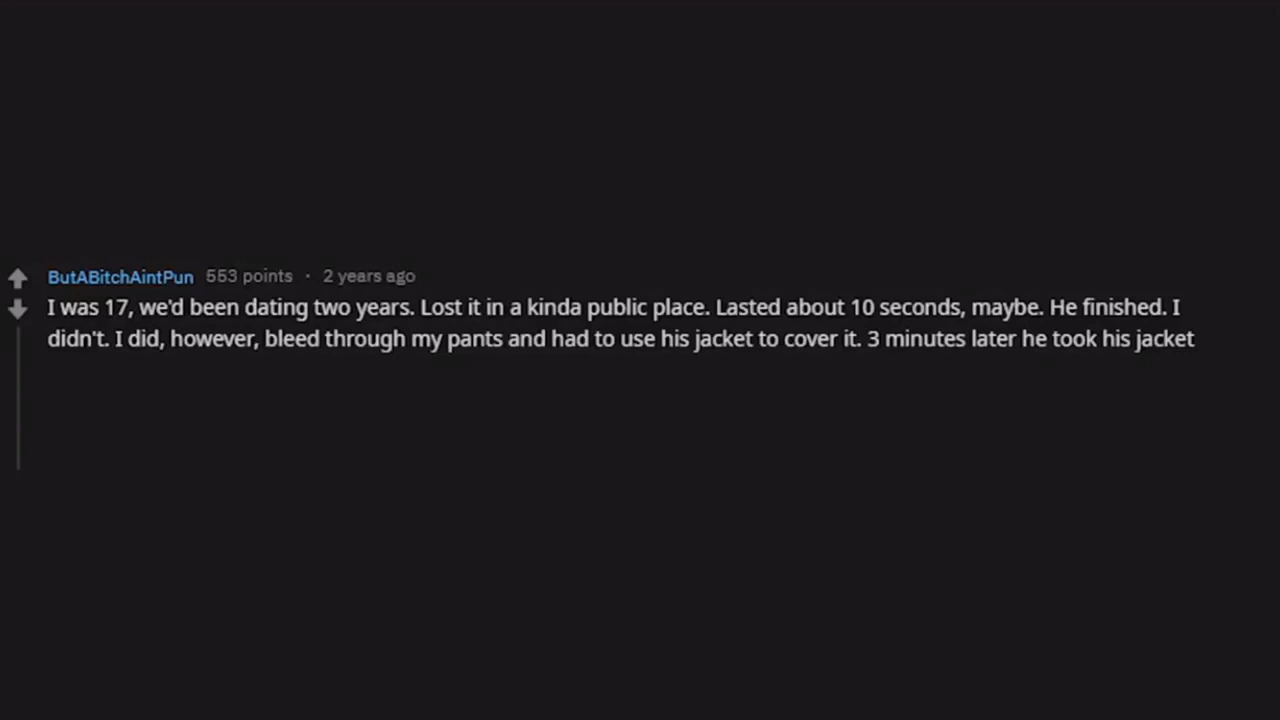 ButABitchAintPun 553 points · 2 years ago
I was 17, we'd been dating two years. Lost it in a kinda public place. Lasted about 10 seconds, maybe. He finished. I
didn't. I did, however, bleed through my pants and had to use his jacket to cover it. 3 minutes later he took his jacket